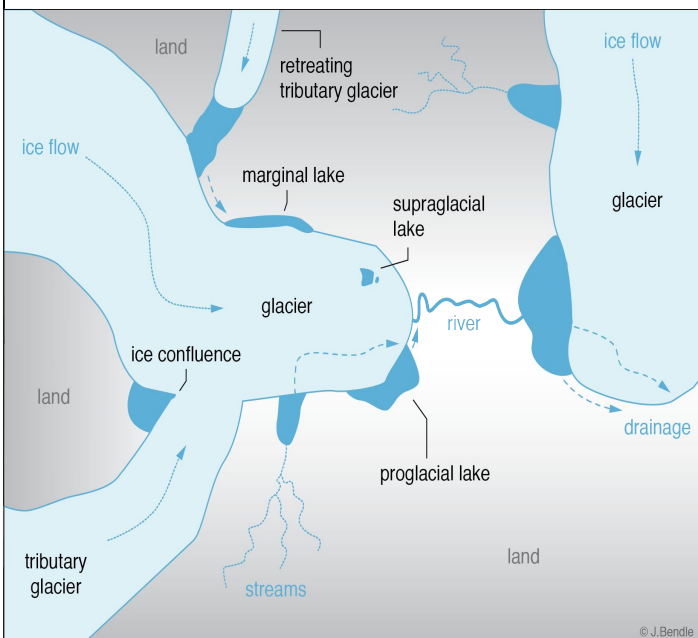 land
retreating
tributary glacier
ice flow
ice flow
marginal lake
supraglacial
lake
glacier
glacier
river
ice confluence
land
drainage
proglacial lake
tributary
glacier
streams
land
© J.Bendle